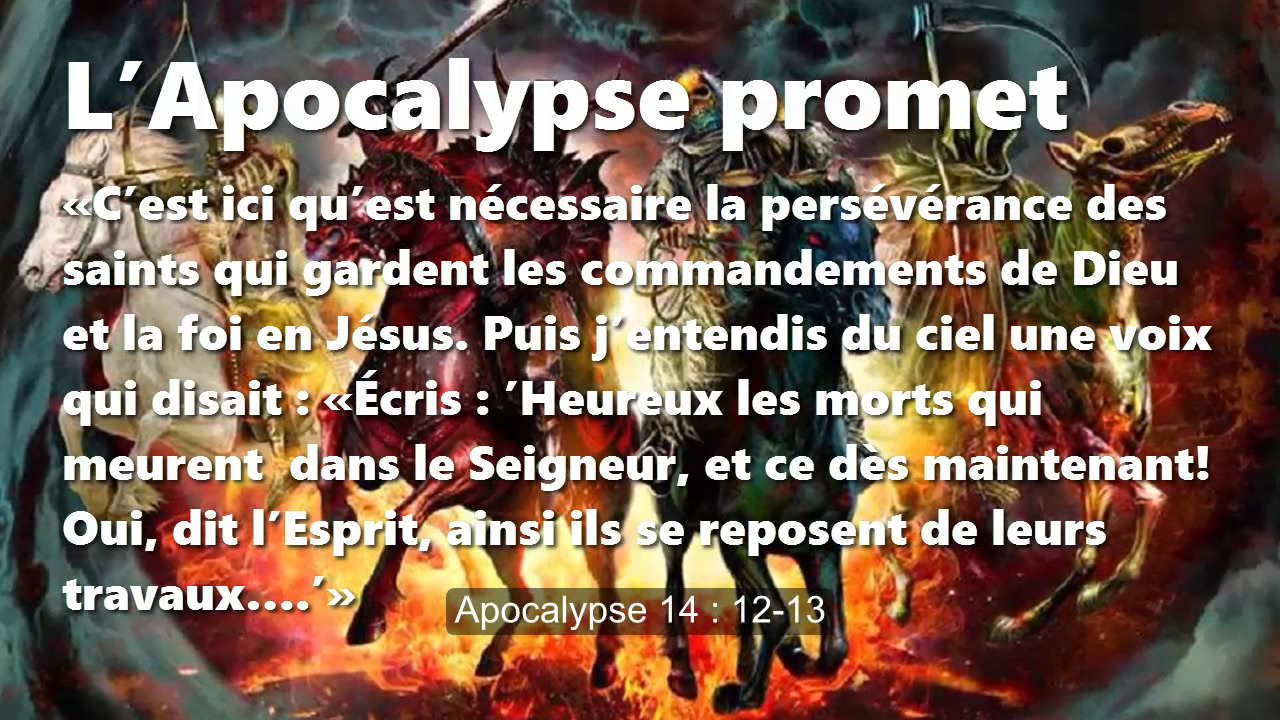 L´Apocalypse promet
«C´est ici qu´est nécessaire la persévérance des
saints qui gardent les commandements de Dieu
et la foi en Jésus. Puis j´entendis du ciel une voix
qui disait : «Écris : ´Heureux les morts qui
meurent  dans le Seigneur, et ce dès maintenant!
Oui, dit l´Esprit, ainsi ils se reposent de leurs
travaux....´»
Apocalypse 14 : 12-13